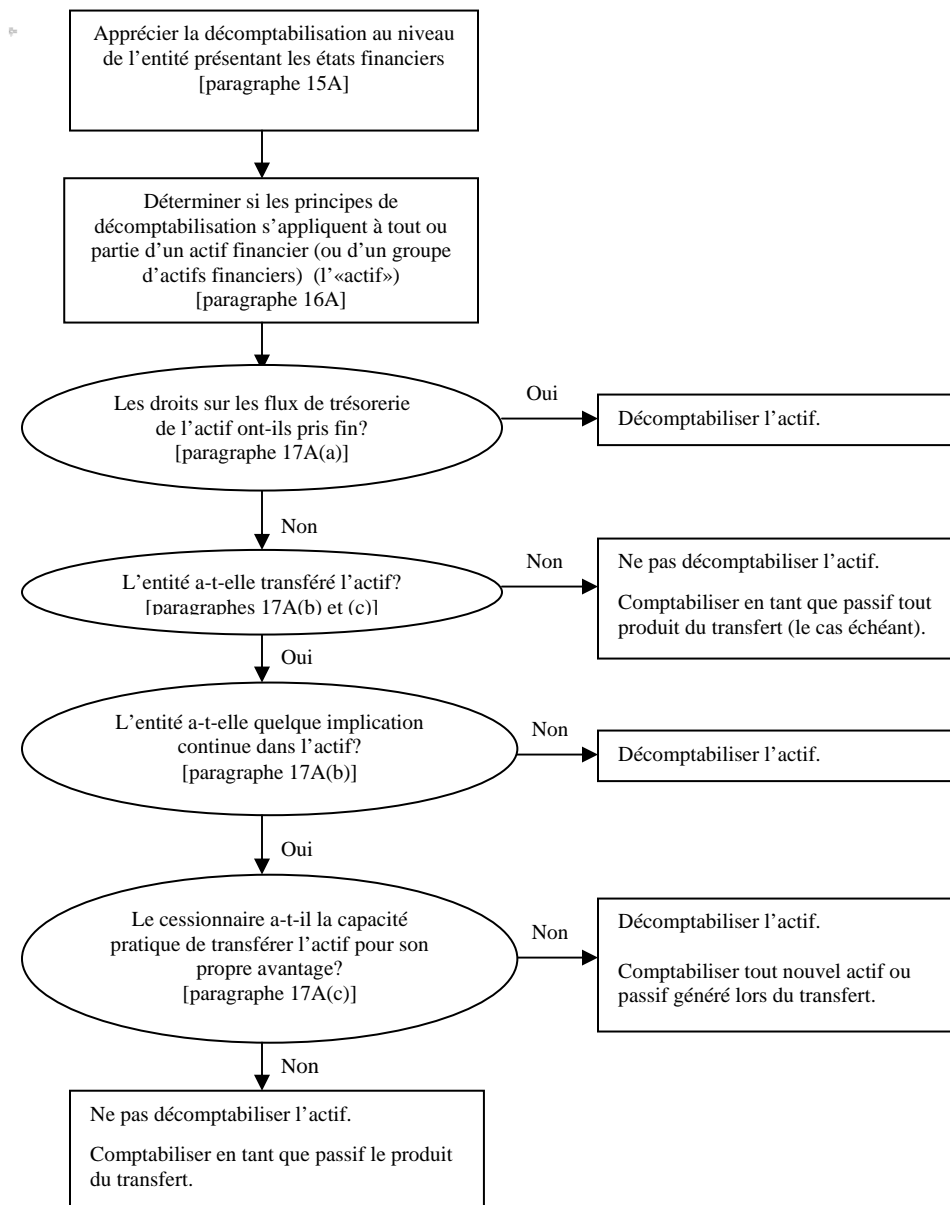 Apprécier la décomptabilisation au niveau
de l’entité présentant les états financiers
[paragraphe 15A]
Déterminer si les principes de
décomptabilisation s’appliquent à tout ou
partie d’un actif financier (ou d’un groupe
d’actifs financiers) (l’«actif»)
[paragraphe 16A]
Les droits sur les flux de trésorerie
de l’actif ont-ils pris fin?
[paragraphe 17A(a)]
Oui
Décomptabiliser l’actif.
Non
L’entité a-t-elle transféré l’actif?
[paragraphes 17A(b) et (c)]
Non
Ne pas décomptabiliser l’actif.
Comptabiliser en tant que passif tout
produit du transfert (le cas échéant).
Oui
L’entité a-t-elle quelque implication
continue dans l’actif?
[paragraphe 17A(b)]
Non
Décomptabiliser l’actif.
Oui
Le cessionnaire a-t-il la capacité
pratique de transférer l’actif pour son
propre avantage?
[paragraphe 17A(c)]
Non
Décomptabiliser l’actif.
Comptabiliser tout nouvel actif ou
passif généré lors du transfert.
Non
Ne pas décomptabiliser l’actif.
Comptabiliser en tant que passif le produit
du transfert.